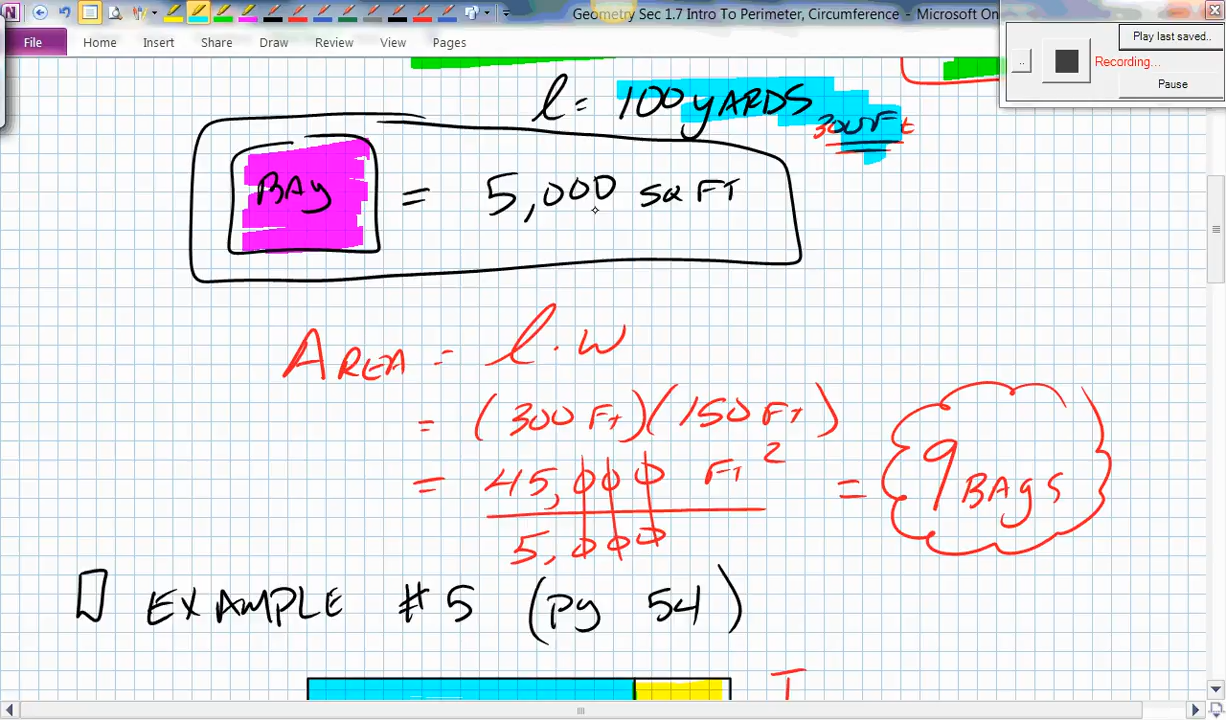 Geometry Sec 1.7 Intro To Perimeter, Circumference - Microsoft On
Play last saved..
.. Recording...
Pause
File Home Insert Share Draw Review View Pages
l = 100 YARDS
300 Ft
BAG = 5,000 SQ FT
AREA = l · w
= (300 Ft)(150 Ft)
= 45,000 FT 2 = 9 BAGS
5,000
EXAMPLE # 5 (pg 54)